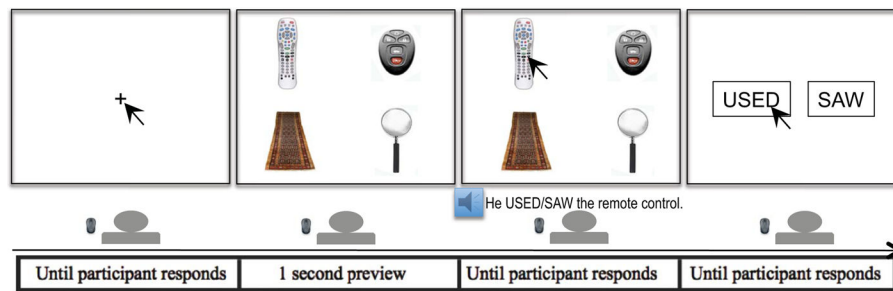 USED
SAW
He USED/SAW the remote control.
Until participant responds
1 second preview
Until participant responds
Until participant responds